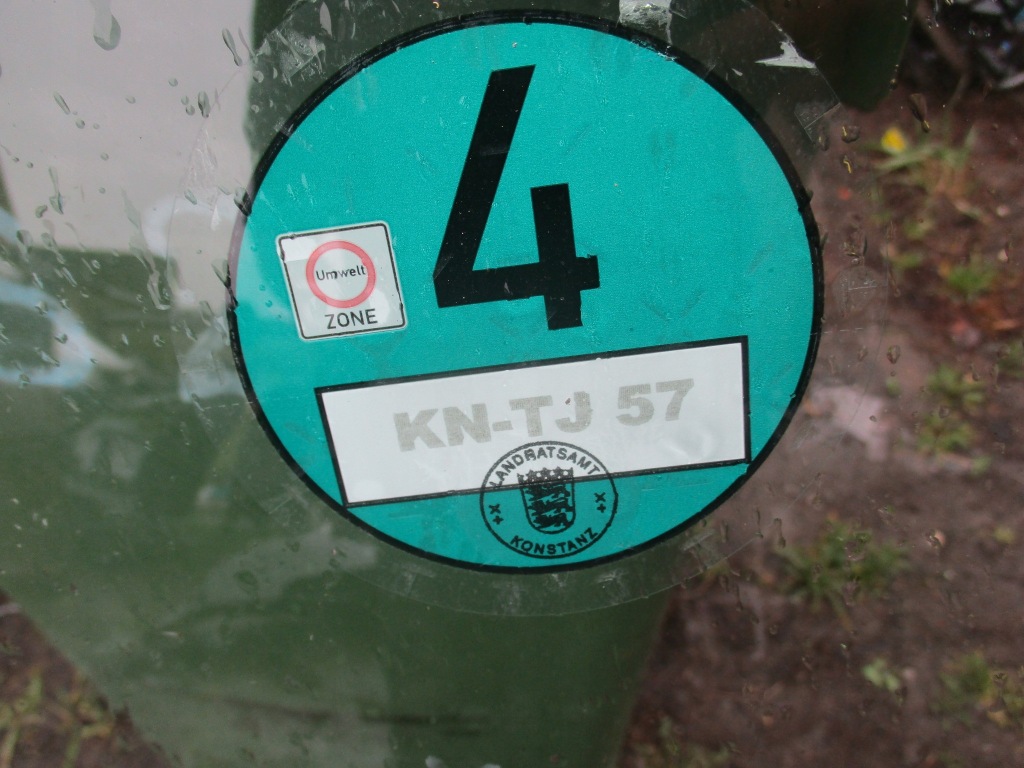 4
Umwelt
ZONE
KN-TJ 57
LANDRATSAMT
KONSTANZ